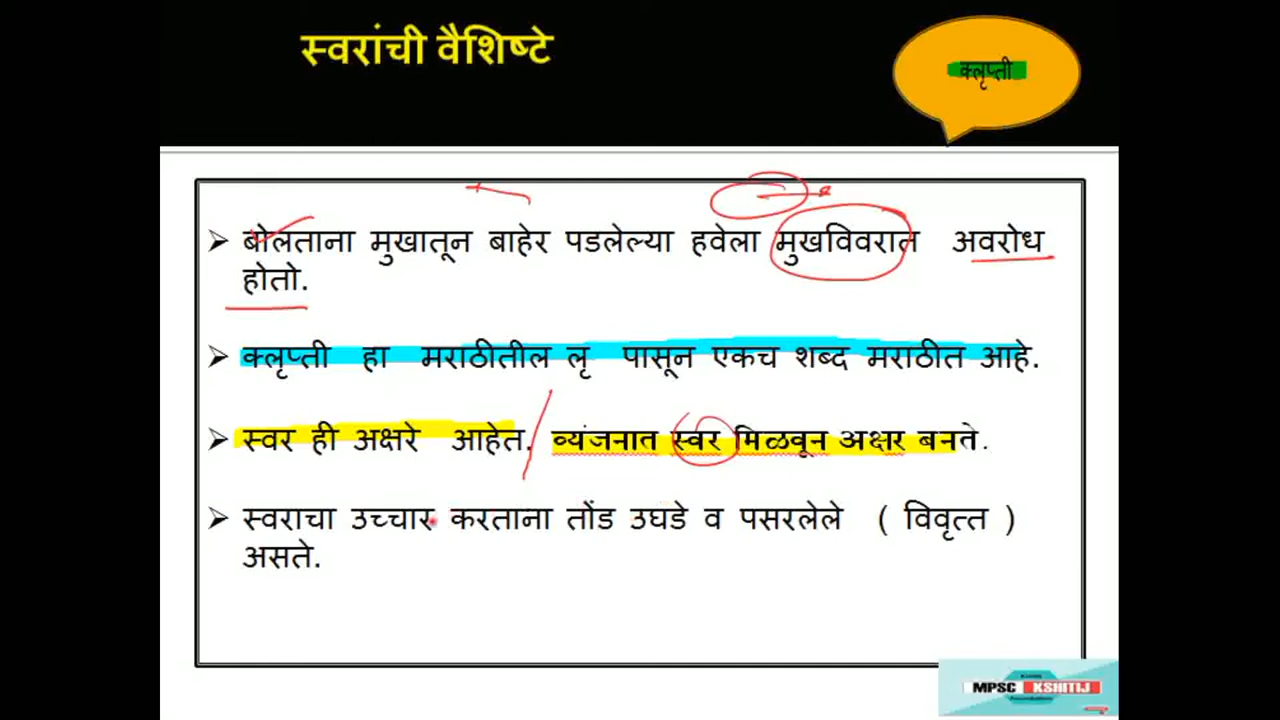 स्वरांची वैशिष्टे
क्लृप्ती
बोलताना मुखातून बाहेर पडलेल्या हवेला मुखविवरात अवरोध
होतो.
क्लृप्ती हा मराठीतील लृ पासून एकच शब्द मराठीत आहे.
स्वर ही अक्षरे आहेत. व्यंजनात स्वर मिळवून अक्षर बनते.
स्वराचा उच्चार करताना तोंड उघडे व पसरलेले ( विवृत्त )
असते.
MPSC KSHITIJ